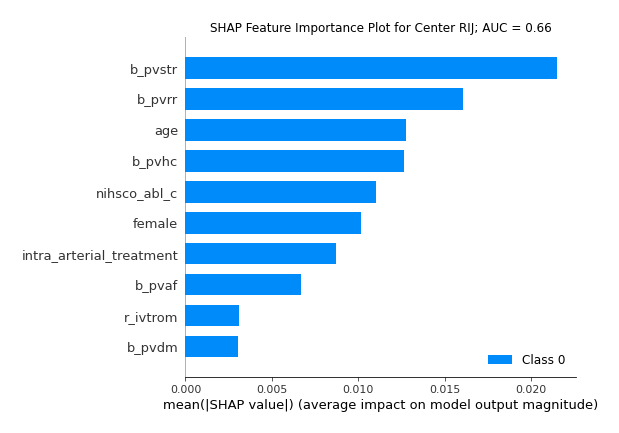 SHAP Feature Importance Plot for Center RIJ; AUC = 0.66
b_pvstr
b_pvrr
age
b_pvhc
nihsco_abl_c
female
intra_arterial_treatment
b_pvaf
r_ivtrom
b_pvdm
Class 0
0.000 0.005 0.010 0.015 0.020
mean(|SHAP value|) (average impact on model output magnitude)